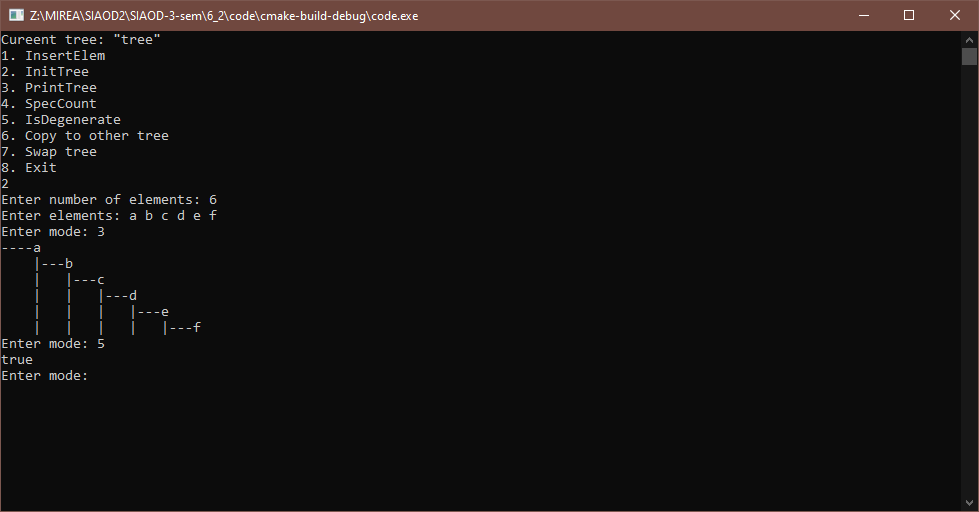 Z:\MIREA\SIAOD2\SIAOD-3-sem\6_2\code\cmake-build-debug\code.exe
Cureent tree: "tree"
1. InsertElem
2. InitTree
3. PrintTree
4. SpecCount
5. IsDegenerate
6. Copy to other tree
7. Swap tree
8. Exit
2
Enter number of elements: 6
Enter elements: a b c d e f
Enter mode: 3
----a
    |---b
    |   |---c
    |   |   |---d
    |   |   |   |---e
    |   |   |   |   |---f
Enter mode: 5
true
Enter mode: